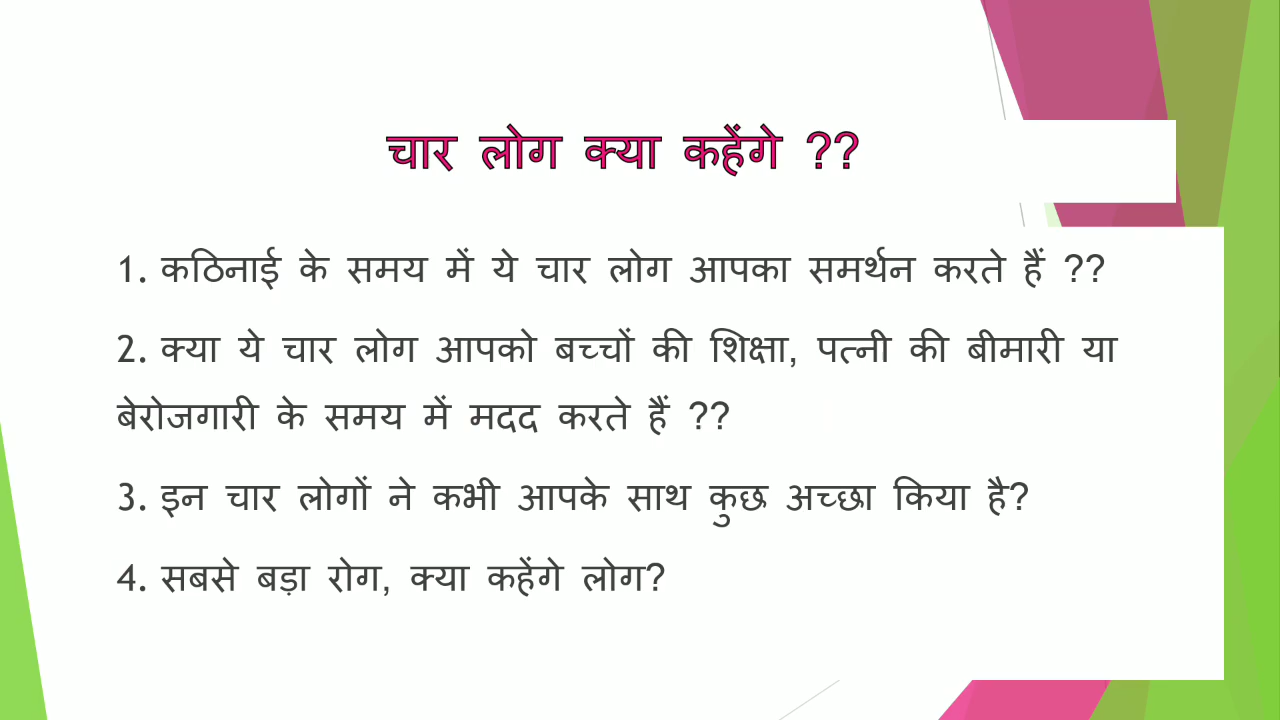 चार लोग क्या कहेंगे ??
1. कठिनाई के समय में ये चार लोग आपका समर्थन करते हैं ??
2. क्या ये चार लोग आपको बच्चों की शिक्षा, पत्नी की बीमारी या
बेरोजगारी के समय में मदद करते हैं ??
3. इन चार लोगों ने कभी आपके साथ कुछ अच्छा किया है?
4. सबसे बड़ा रोग, क्या कहेंगे लोग?